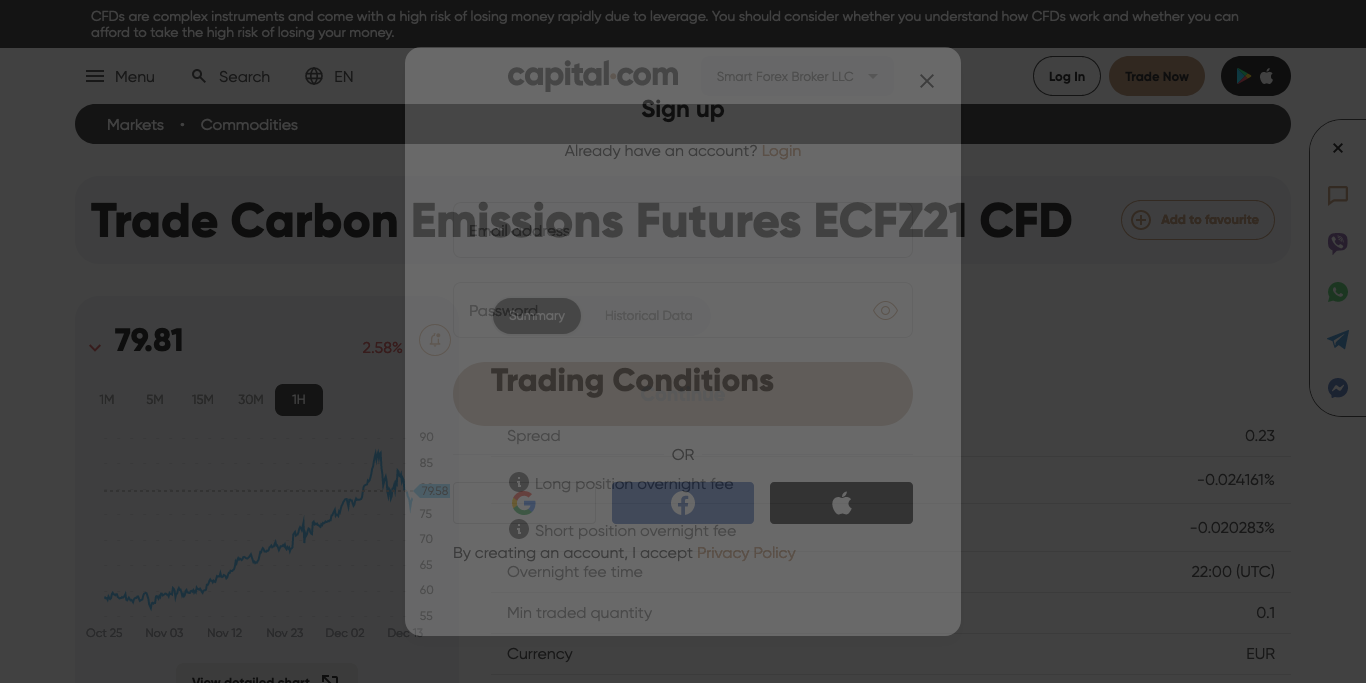 CFDs are complex instruments and come with a high risk of losing money rapidly due to leverage. You should consider whether you understand how CFDs work and whether you can
afford to take the high risk of losing your money.
Menu
Search
EN
capital.com
Smart Forex Broker LLC
Log In
Trade Now
Sign up
Markets • Commodities
Already have an account? Login
Trade Carbon Emissions Futures ECFZ21 CFD
Add to favourite
Email address
Password
Summary
Historical Data
79.81
2.58%
1M 5M 15M 30M 1H
Trading Conditions
Continue
90
85
79.58
75
70
65
60
55
Oct 25 Nov 03 Nov 12 Nov 23 Dec 02 Dec 13
View detailed chart
Spread 0.23
OR
Long position overnight fee -0.024161%
Short position overnight fee -0.020283%
By creating an account, I accept Privacy Policy
Overnight fee time 22:00 (UTC)
Min traded quantity 0.1
Currency EUR